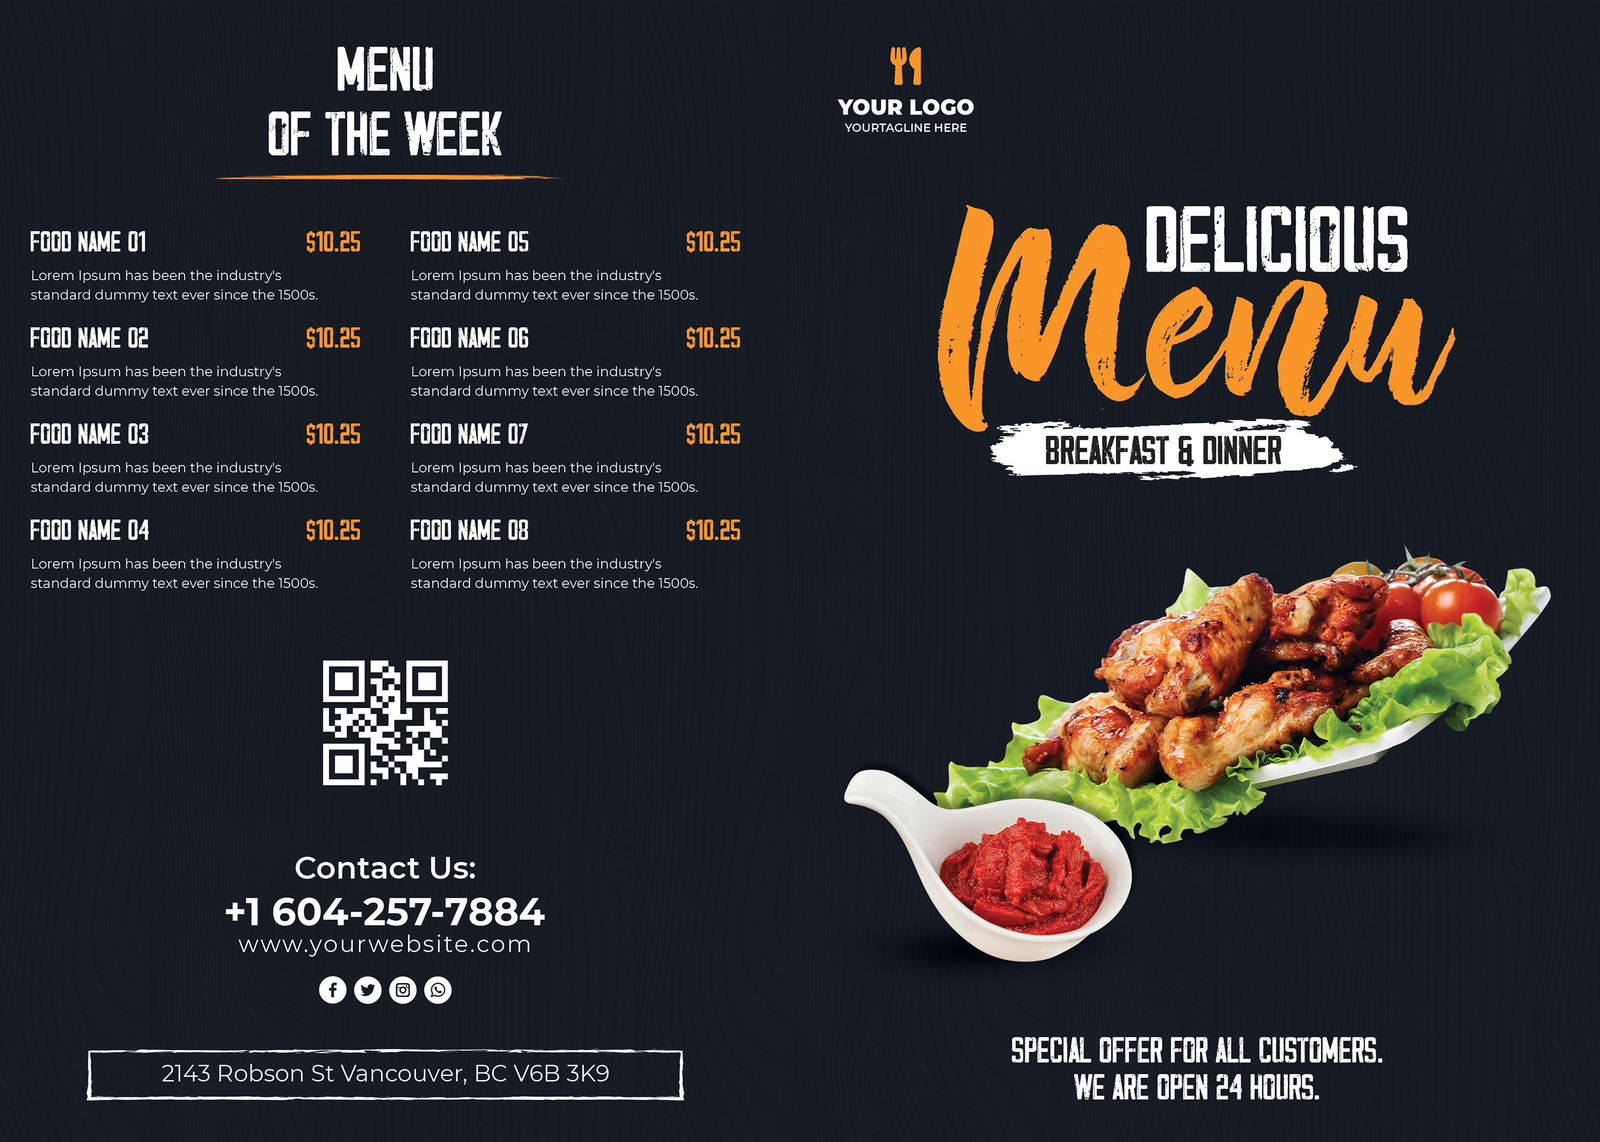 MENU
OF THE WEEK
FOOD NAME 01 $10.25
Lorem Ipsum has been the industry's
standard dummy text ever since the 1500s.
FOOD NAME 02 $10.25
Lorem Ipsum has been the industry's
standard dummy text ever since the 1500s.
FOOD NAME 03 $10.25
Lorem Ipsum has been the industry's
standard dummy text ever since the 1500s.
FOOD NAME 04 $10.25
Lorem Ipsum has been the industry's
standard dummy text ever since the 1500s.
FOOD NAME 05 $10.25
Lorem Ipsum has been the industry's
standard dummy text ever since the 1500s.
FOOD NAME 06 $10.25
Lorem Ipsum has been the industry's
standard dummy text ever since the 1500s.
FOOD NAME 07 $10.25
Lorem Ipsum has been the industry's
standard dummy text ever since the 1500s.
FOOD NAME 08 $10.25
Lorem Ipsum has been the industry's
standard dummy text ever since the 1500s.
Contact Us:
+1 604-257-7884
www.yourwebsite.com
2143 Robson St Vancouver, BC V6B 3K9
YOUR LOGO
YOURTAGLINE HERE
DELICIOUS
Menu
BREAKFAST & DINNER
SPECIAL OFFER FOR ALL CUSTOMERS.
WE ARE OPEN 24 HOURS.